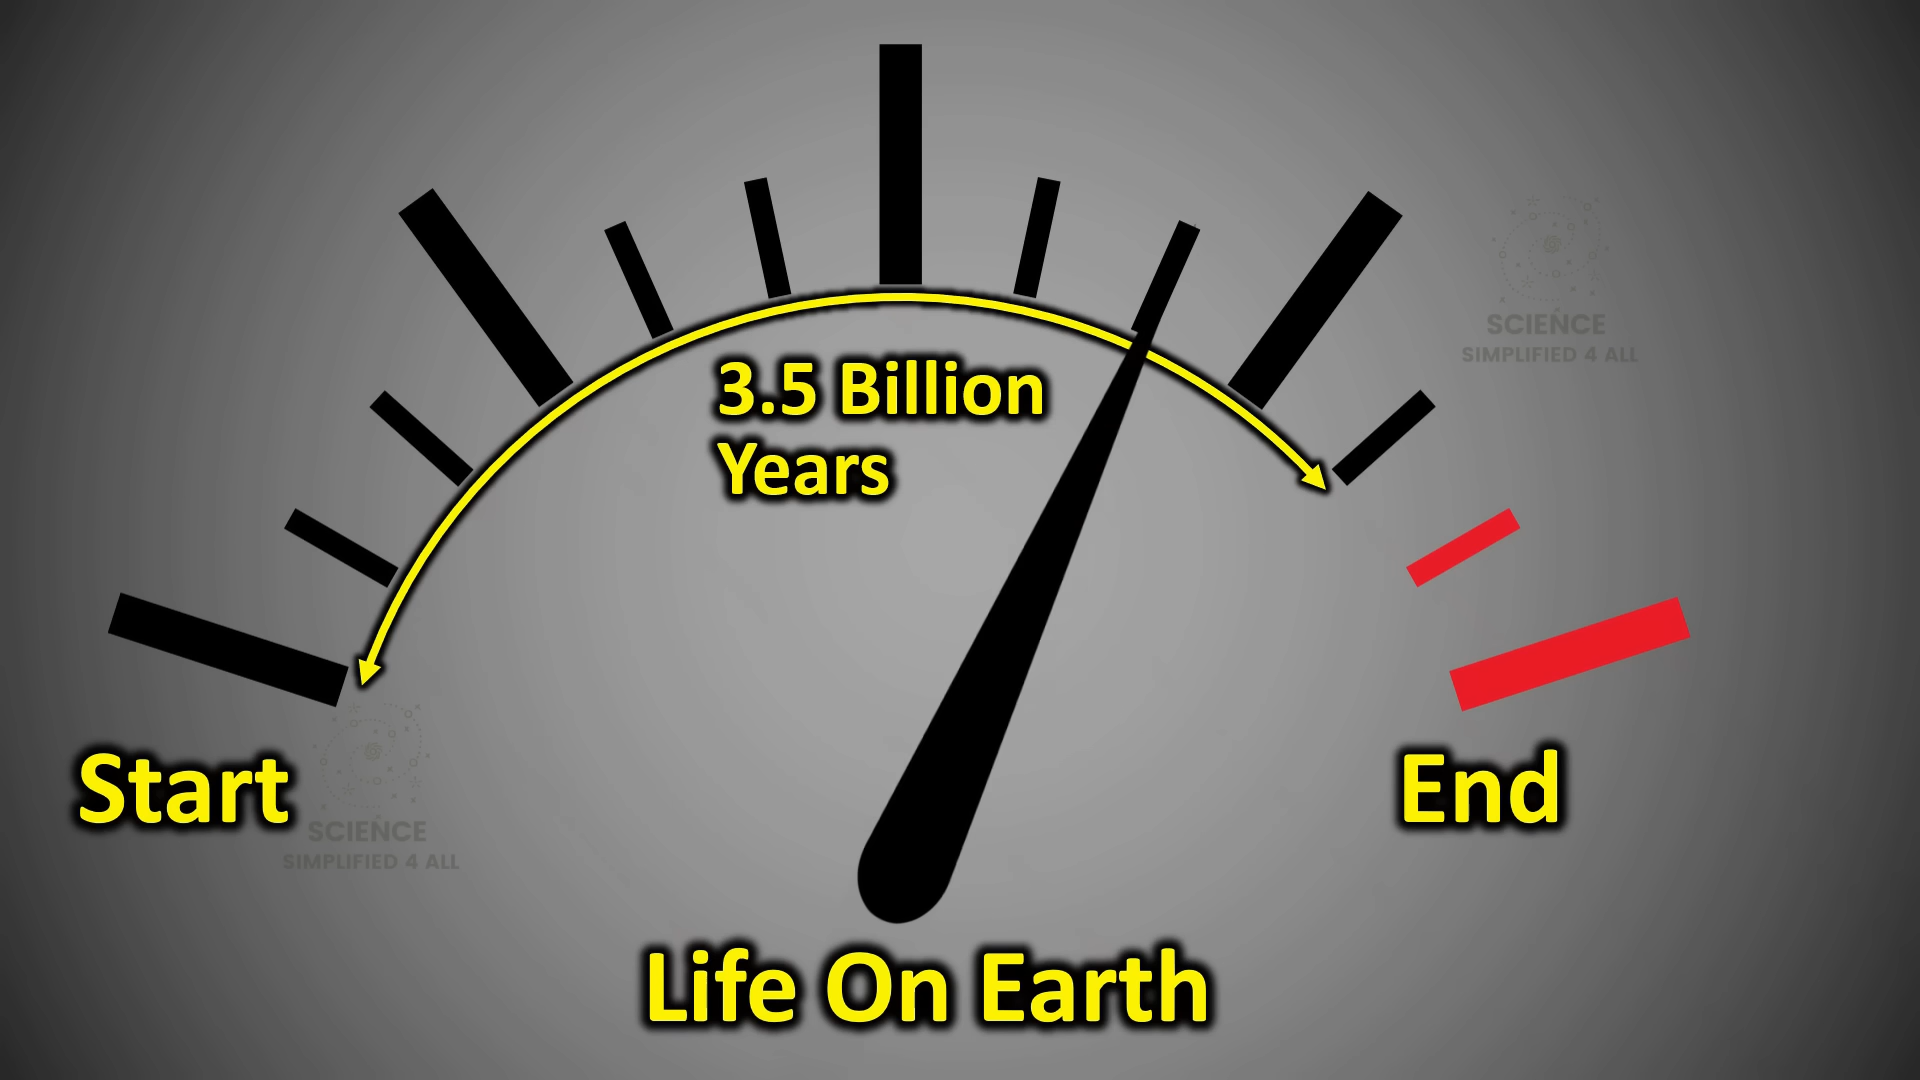 3.5 Billion
Years
SCIENCE
SIMPLIFIED 4 ALL
Start
End
SCIENCE
SIMPLIFIED 4 ALL
Life On Earth